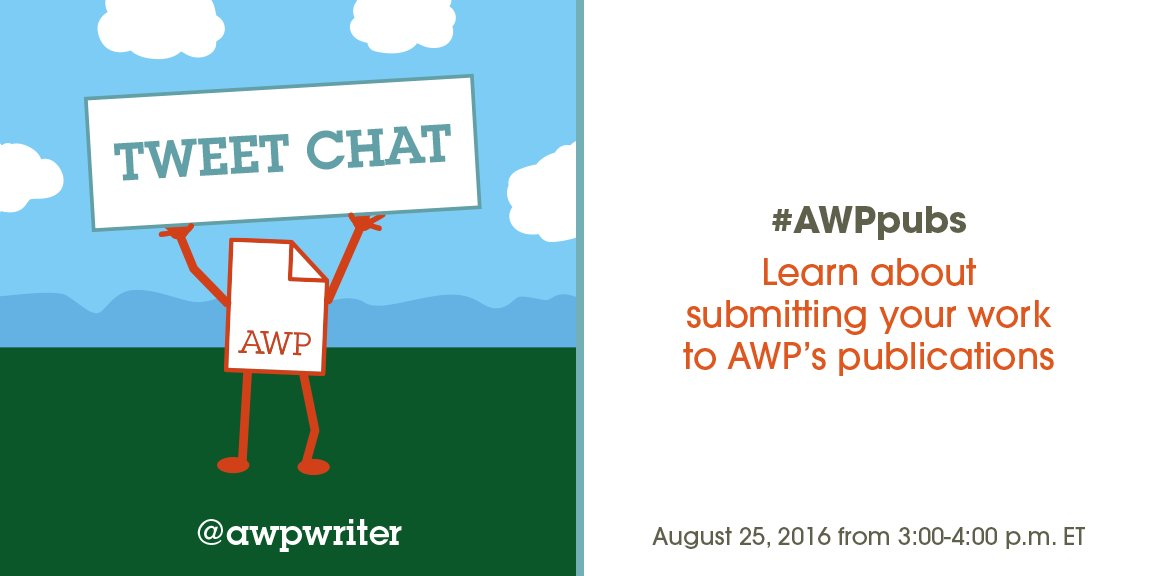 TWEET CHAT
AWP
@awpwriter
#AWPpubs
Learn about
submitting your work
to AWP's publications
August 25, 2016 from 3:00-4:00 p.m. ET